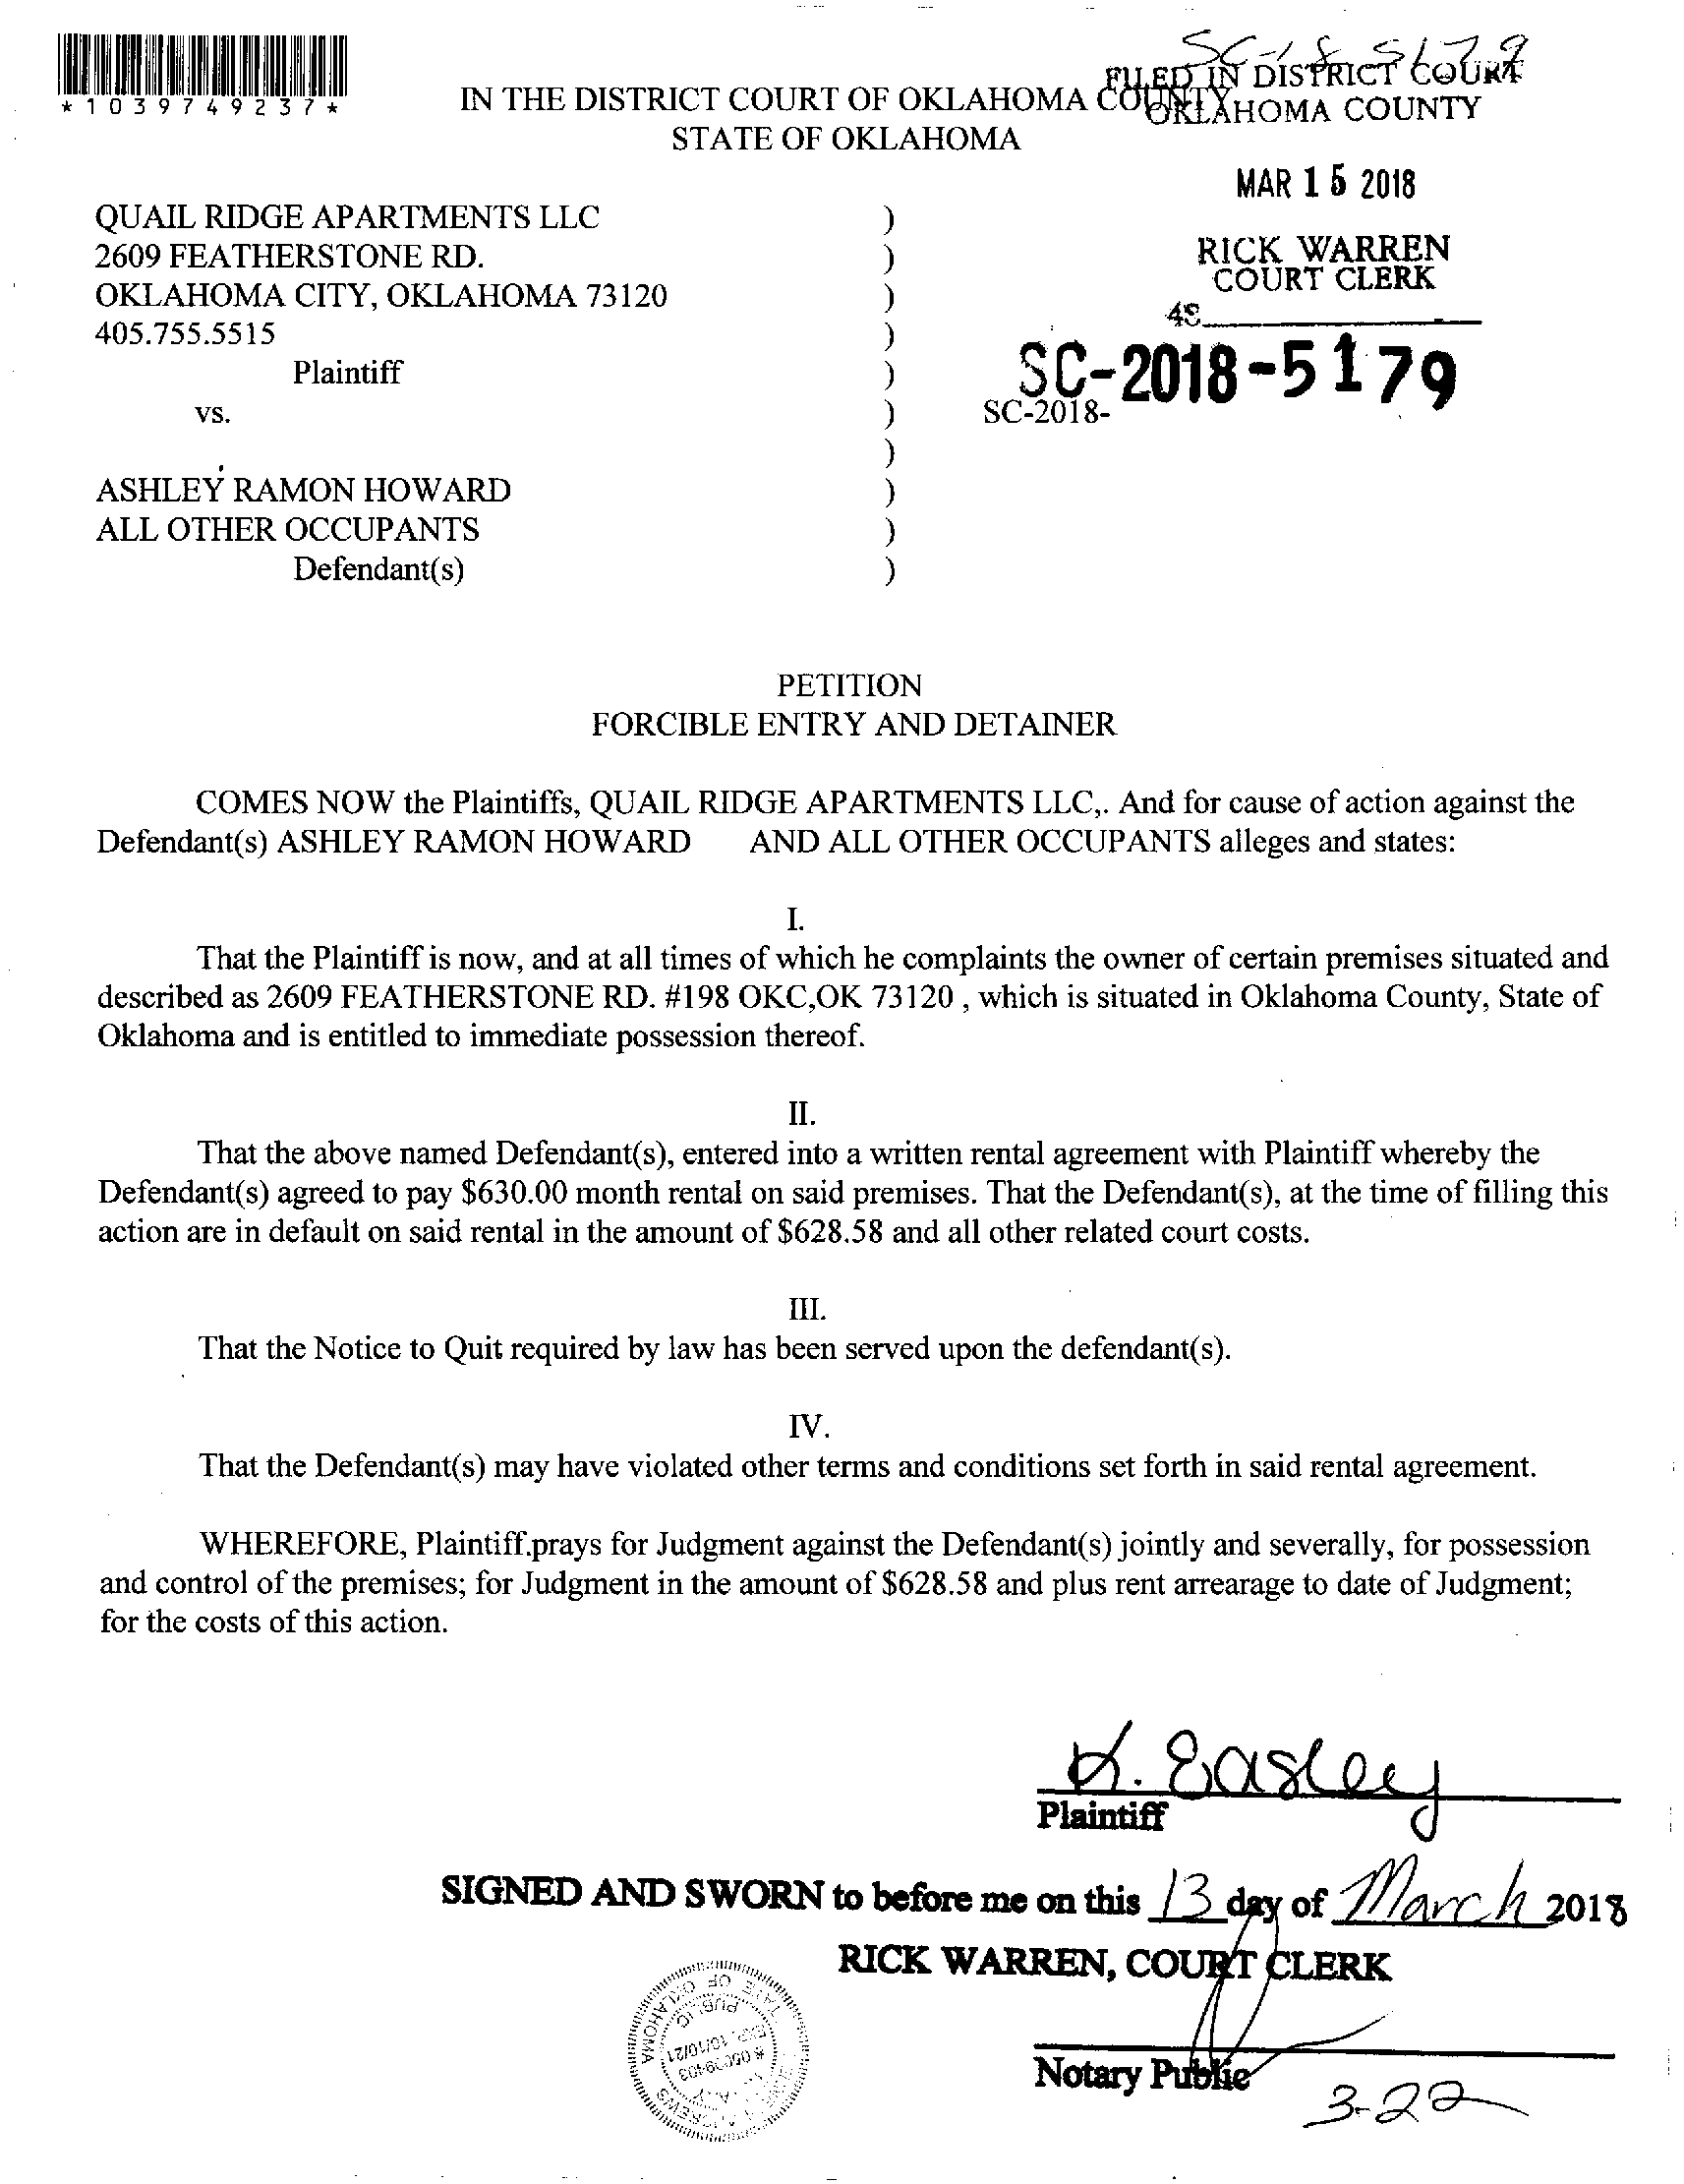 SC-18-5179
*1039749237*
FILED IN DISTRICT COURT
OKLAHOMA COUNTY
IN THE DISTRICT COURT OF OKLAHOMA COUNTY
STATE OF OKLAHOMA
MAR 15 2018
QUAIL RIDGE APARTMENTS LLC )
2609 FEATHERSTONE RD. )
RICK WARREN
COURT CLERK
OKLAHOMA CITY, OKLAHOMA 73120 )
48
405.755.5515 )
Plaintiff )
SC-2018-5179
vs. ) SC-2018-
)
ASHLEY RAMON HOWARD )
ALL OTHER OCCUPANTS )
Defendant(s) )
PETITION
FORCIBLE ENTRY AND DETAINER
COMES NOW the Plaintiffs, QUAIL RIDGE APARTMENTS LLC,. And for cause of action against the
Defendant(s) ASHLEY RAMON HOWARD AND ALL OTHER OCCUPANTS alleges and states:
I.
That the Plaintiff is now, and at all times of which he complaints the owner of certain premises situated and
described as 2609 FEATHERSTONE RD. #198 OKC,OK 73120 , which is situated in Oklahoma County, State of
Oklahoma and is entitled to immediate possession thereof.
II.
That the above named Defendant(s), entered into a written rental agreement with Plaintiff whereby the
Defendant(s) agreed to pay $630.00 month rental on said premises. That the Defendant(s), at the time of filling this
action are in default on said rental in the amount of $628.58 and all other related court costs.
III.
That the Notice to Quit required by law has been served upon the defendant(s).
IV.
That the Defendant(s) may have violated other terms and conditions set forth in said rental agreement.
WHEREFORE, Plaintiff.prays for Judgment against the Defendant(s) jointly and severally, for possession
and control of the premises; for Judgment in the amount of $628.58 and plus rent arrearage to date of Judgment;
for the costs of this action.
K. Easley
Plaintiff
SIGNED AND SWORN to before me on this 13 day of March 2018
RICK WARREN, COURT CLERK
PUBLIC
STATE OF OKLAHOMA
EXP. 10/10/21
Notary Public
3-22